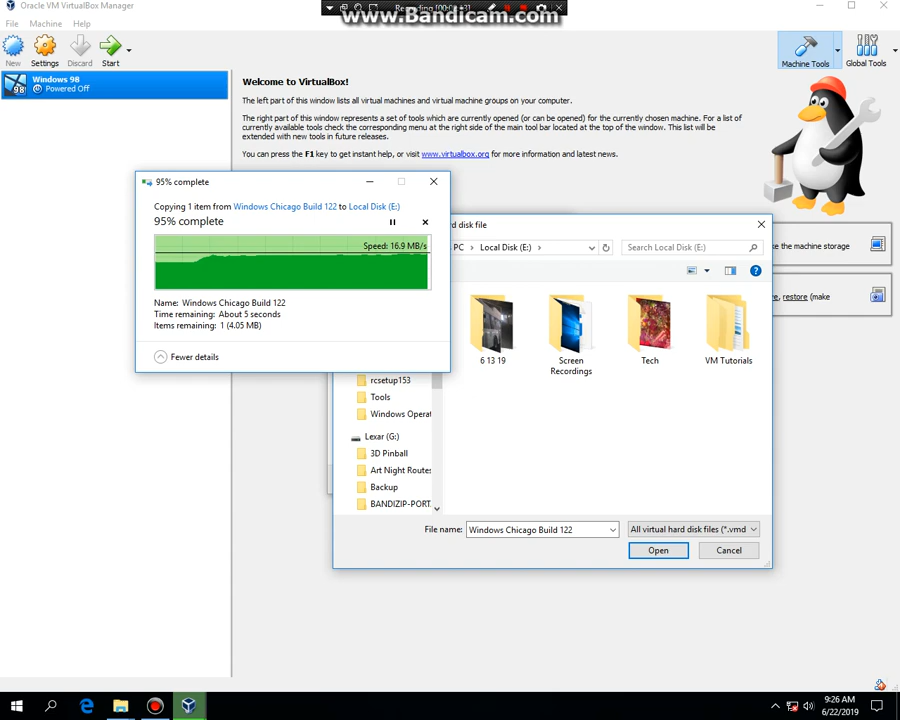 Oracle VM VirtualBox Manager
www.Bandicam.com
File Machine Help
New Settings Discard Start
Machine Tools Global Tools
Windows 98
Powered Off
Welcome to VirtualBox!
The left part of this window lists all virtual machines and virtual machine groups on your computer.
The right part of this window represents a set of tools which are currently opened (or can be opened) for the currently chosen machine. For a list of
currently available tools check the corresponding menu at the right side of the main tool bar located at the top of the window. This list will be
extended with new tools in future releases.
You can press the F1 key to get instant help, or visit www.virtualbox.org for more information and latest news.
95% complete
Copying 1 item from Windows Chicago Build 122 to Local Disk (E:)
95% complete
Speed: 16.9 MB/s
Name: Windows Chicago Build 122
Time remaining: About 5 seconds
Items remaining: 1 (4.05 MB)
Fewer details
rd disk file
PC > Local Disk (E:) >
Search Local Disk (E:)
6 13 19
Screen
Recordings
Tech
VM Tutorials
rcsetup153
Tools
Windows Operat
Lexar (G:)
3D Pinball
Art Night Routes
Backup
BANDIZIP-PORT
File name: Windows Chicago Build 122
All virtual hard disk files (*.vmd
Open Cancel
ke the machine storage
e, restore (make
9:26 AM
6/22/2019